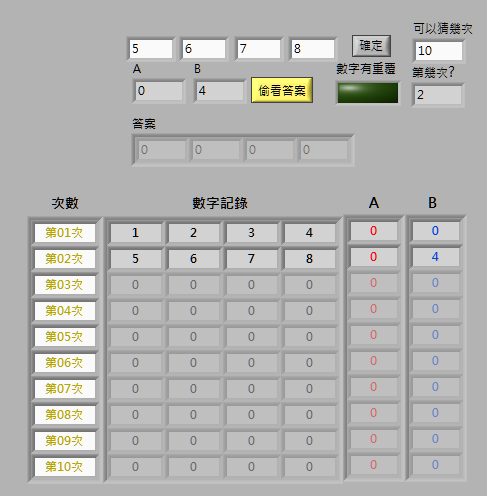 可以猜幾次
5 6 7 8 確定 10
A B 數字有重覆 第幾次?
0 4 偷看答案 2
答案
0 0 0 0
次數 數字記錄 A B
第01次 1 2 3 4 0 0
第02次 5 6 7 8 0 4
第03次 0 0 0 0 0 0
第04次 0 0 0 0 0 0
第05次 0 0 0 0 0 0
第06次 0 0 0 0 0 0
第07次 0 0 0 0 0 0
第08次 0 0 0 0 0 0
第09次 0 0 0 0 0 0
第10次 0 0 0 0 0 0